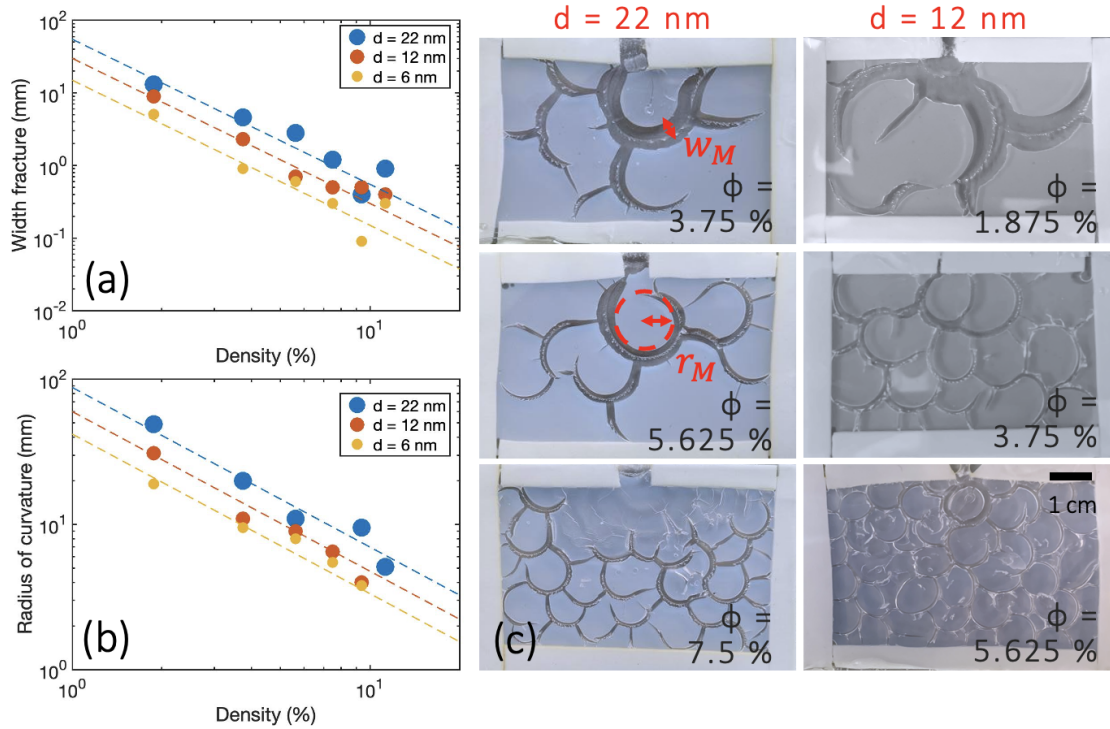 10²
10¹
10⁰
10⁻¹
10⁻²
10⁰
10¹
Width fracture (mm)
Density (%)
d = 22 nm
d = 12 nm
d = 6 nm
(a)
10²
10¹
10⁰
10⁰
10¹
Radius of curvature (mm)
Density (%)
d = 22 nm
d = 12 nm
d = 6 nm
(b)
d = 22 nm
d = 12 nm
w_M
ϕ =
3.75 %
ϕ =
1.875 %
r_M
ϕ =
5.625 %
ϕ =
3.75 %
(c)
ϕ =
7.5 %
1 cm
ϕ =
5.625 %